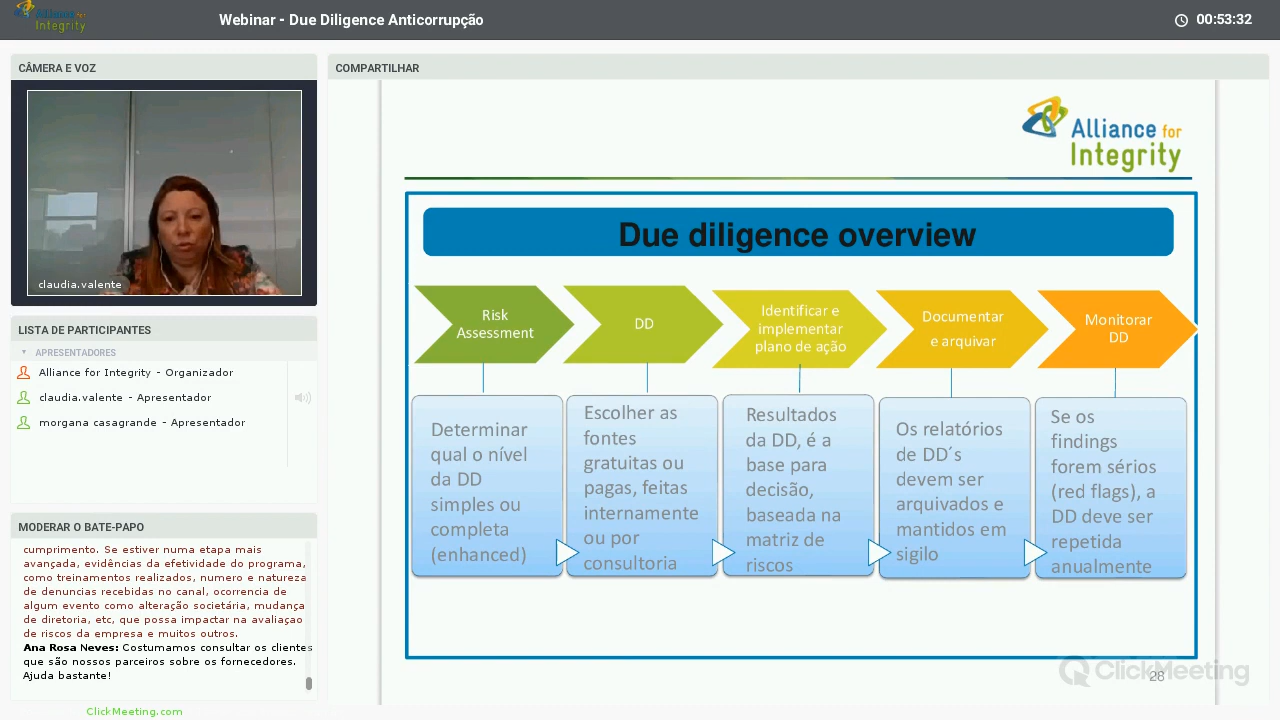 Alliance for
Integrity
Webinar - Due Diligence Anticorrupção
00:53:32
CÂMERA E VOZ
claudia.valente
LISTA DE PARTICIPANTES
APRESENTADORES
Alliance for Integrity - Organizador
claudia.valente - Apresentador
morgana casagrande - Apresentador
MODERAR O BATE-PAPO
cumprimento. Se estiver numa etapa mais
avançada, evidências da efetividade do programa,
como treinamentos realizados, numero e natureza
de denuncias recebidas no canal, ocorrencia de
algum evento como alteração societária, mudança
de diretoria, etc, que possa impactar na avaliaçao
de riscos da empresa e muitos outros.
Ana Rosa Neves: Costumamos consultar os clientes
que são nossos parceiros sobre os fornecedores.
Ajuda bastante!
ClickMeeting.com
COMPARTILHAR
Alliance for
Integrity
Due diligence overview
Risk
Assessment
DD
Identificar e
implementar
plano de ação
Documentar
e arquivar
Monitorar
DD
Determinar
qual o nível
da DD
simples ou
completa
(enhanced)
Escolher as
fontes
gratuitas ou
pagas, feitas
internamente
ou por
consultoria
Resultados
da DD, é a
base para
decisão,
baseada na
matriz de
riscos
Os relatórios
de DD´s
devem ser
arquivados e
mantidos em
sigilo
Se os
findings
forem sérios
(red flags), a
DD deve ser
repetida
anualmente
ClickMeeting
28